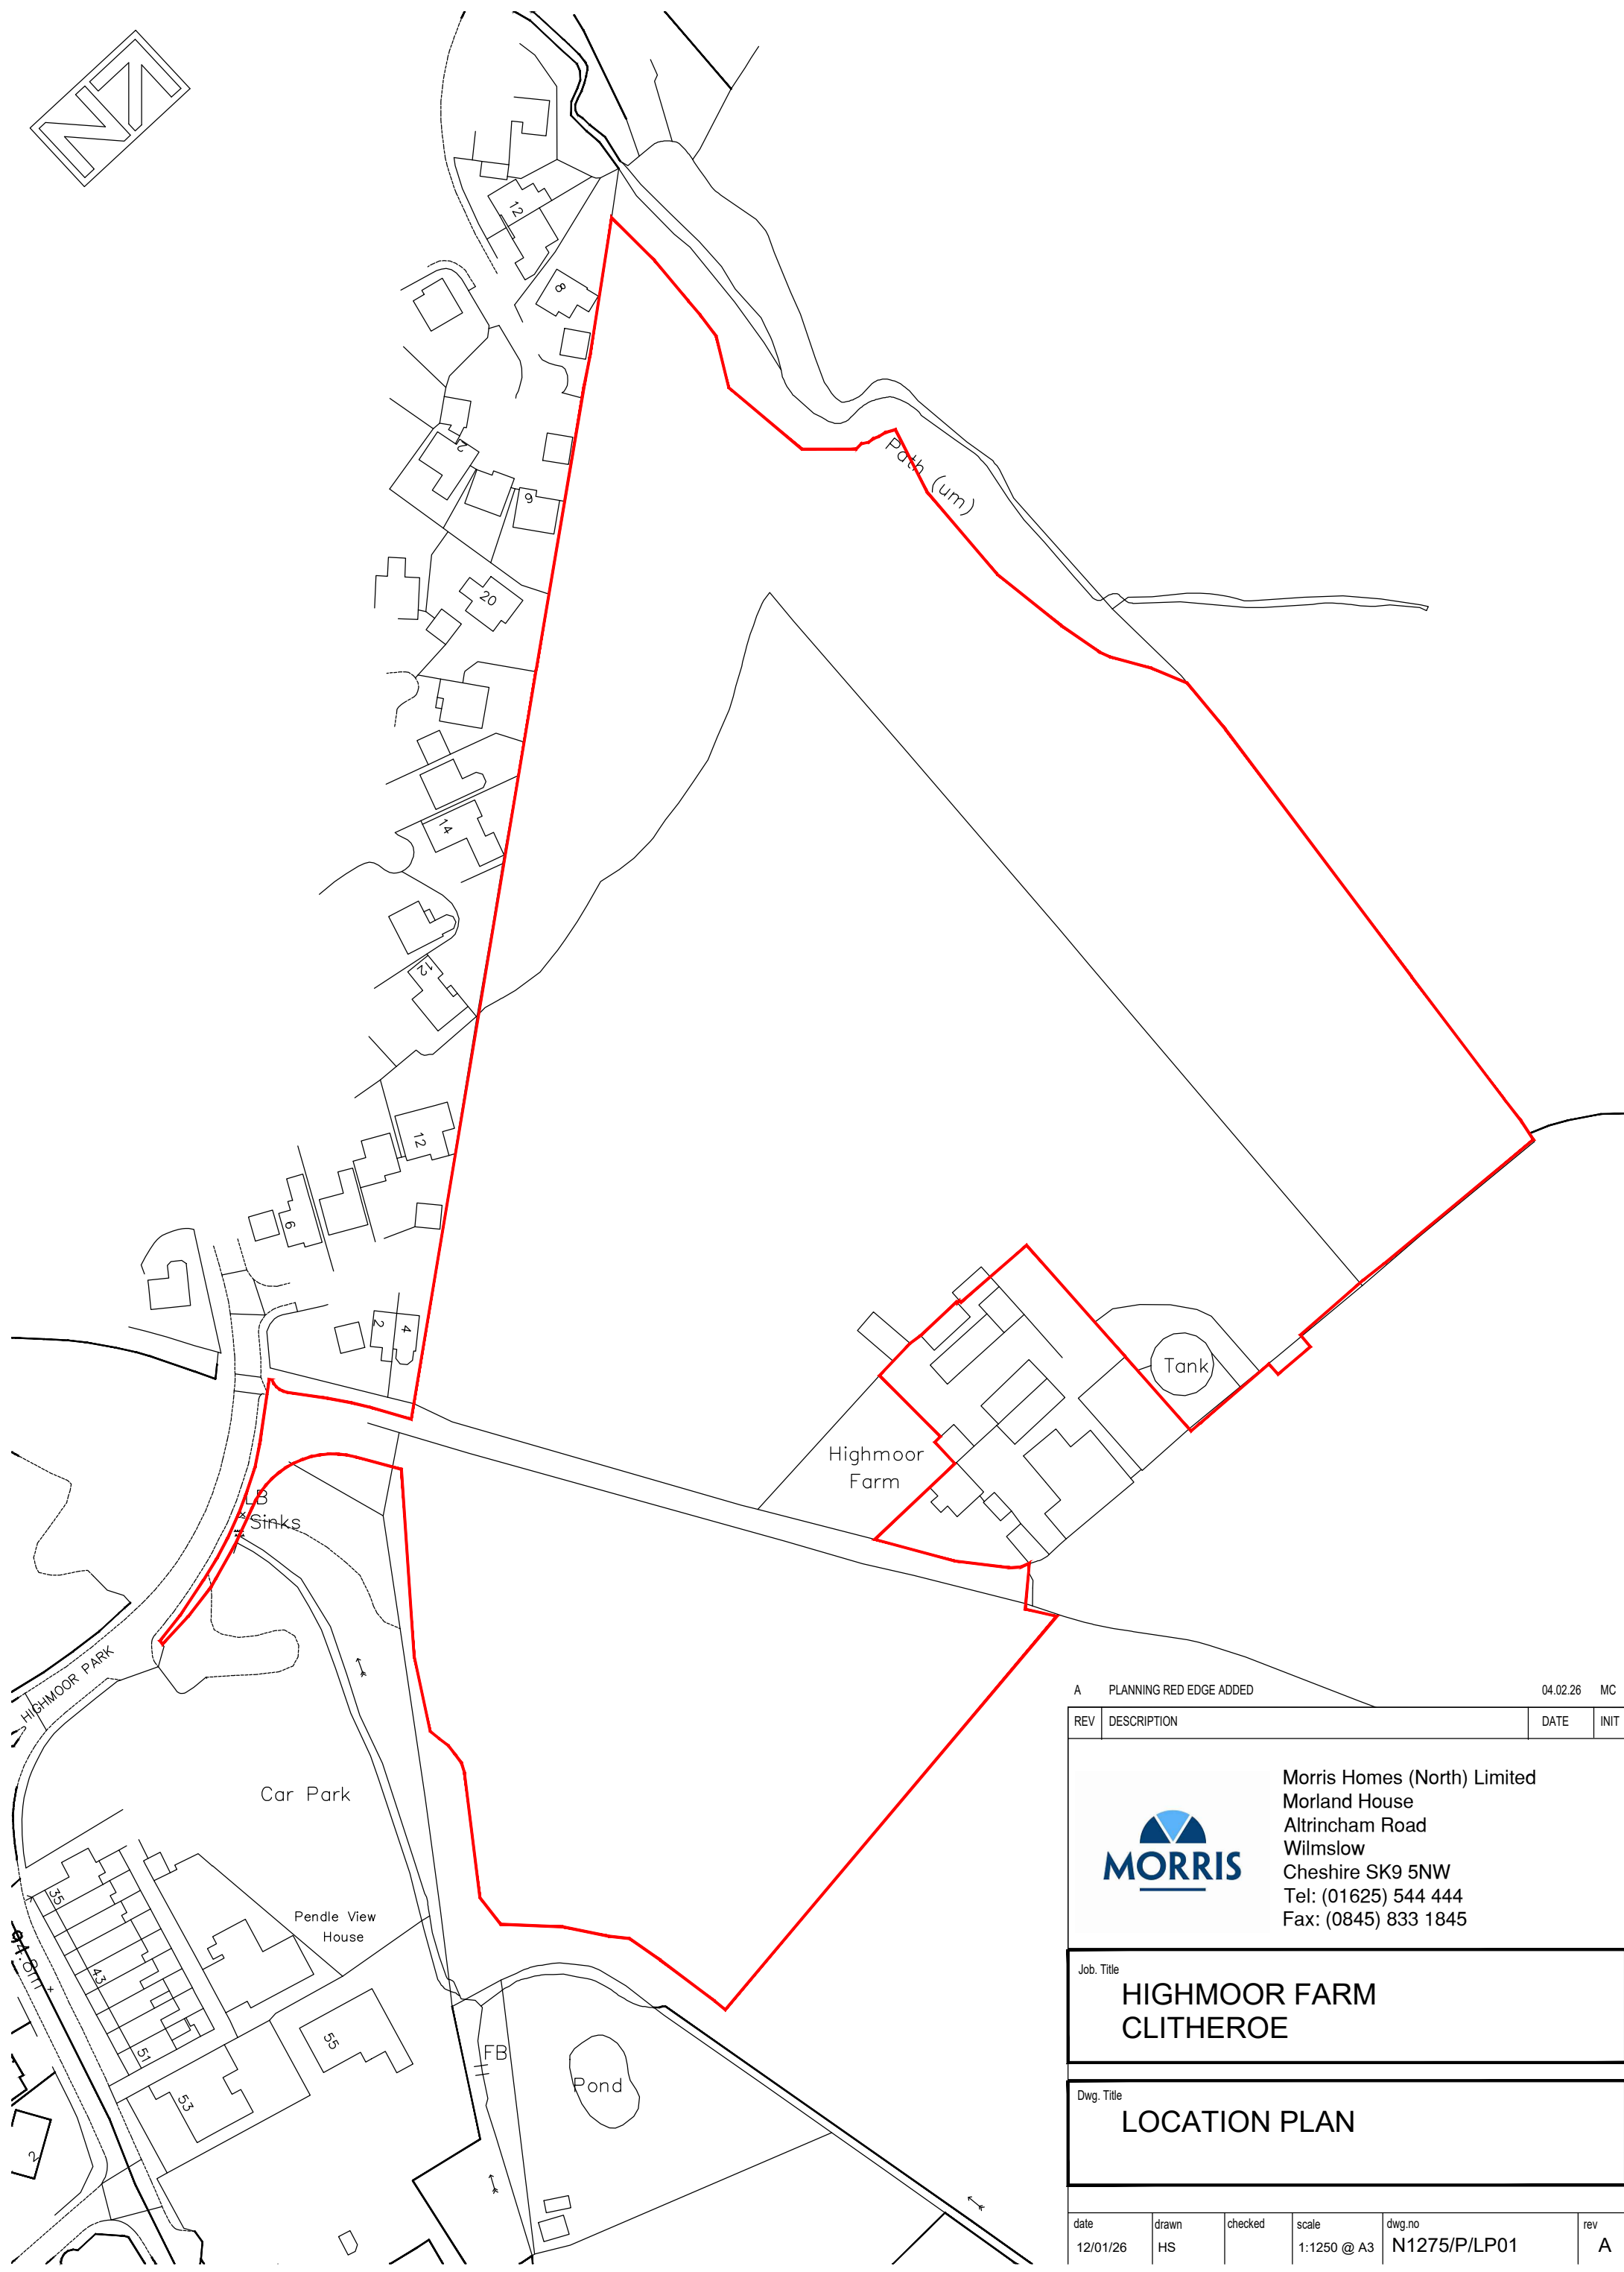 N
12
8
2
9
Path (um)
20
14
12
12
6
2
4
Tank
Highmoor
Farm
LB
Sinks
HIGHMOOR PARK
Car Park
Pendle View
House
35
43
51
53
55
94.8m
2
FB
Pond
A PLANNING RED EDGE ADDED 04.02.26 MC
REV DESCRIPTION DATE INIT
MORRIS
Morris Homes (North) Limited
Morland House
Altrincham Road
Wilmslow
Cheshire SK9 5NW
Tel: (01625) 544 444
Fax: (0845) 833 1845
Job. Title
HIGHMOOR FARM
CLITHEROE
Dwg. Title
LOCATION PLAN
date drawn checked scale dwg.no rev
12/01/26 HS 1:1250 @ A3 N1275/P/LP01 A